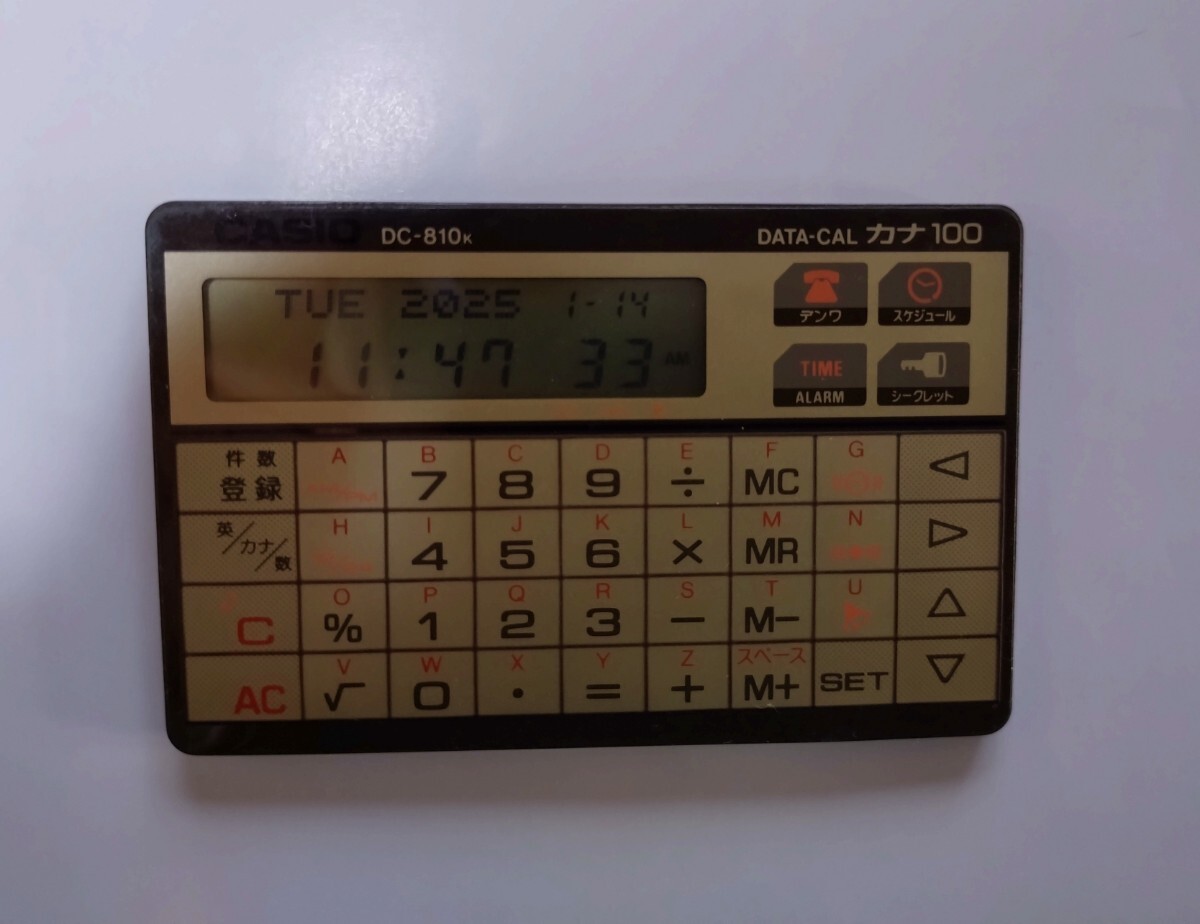 CASIO DC-810K DATA-CAL カナ100
TUE 2025 1-14
11:47 33 AM
デンワ スケジュール
TIME
ALARM シークレット
件数 A B C D E F G
登録 7 8 9 ÷ MC ◁
英/カナ/数 H I J K L M N
4 5 6 × MR ▷
O P Q R S T U
C % 1 2 3 − M− △
V W X Y Z スペース
AC √ 0 · = + M+ SET ▽